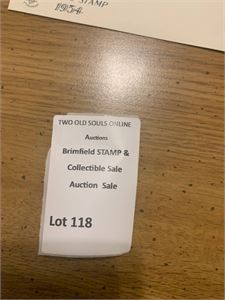 STAMP
1954
TWO OLD SOULS ONLINE
Auctions
Brimfield STAMP &
Collectible Sale
Auction Sale
Lot 118